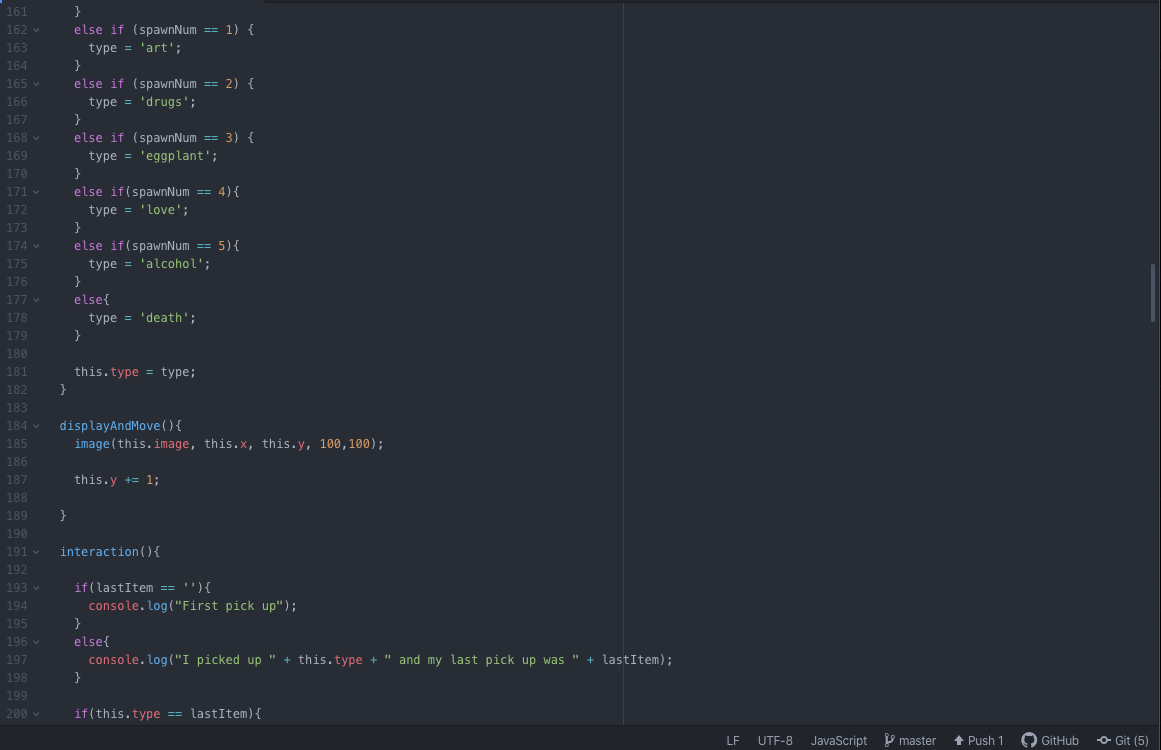 161 }
162 else if (spawnNum == 1) {
163 type = 'art';
164 }
165 else if (spawnNum == 2) {
166 type = 'drugs';
167 }
168 else if (spawnNum == 3) {
169 type = 'eggplant';
170 }
171 else if(spawnNum == 4){
172 type = 'love';
173 }
174 else if(spawnNum == 5){
175 type = 'alcohol';
176 }
177 else{
178 type = 'death';
179 }
180
181 this.type = type;
182 }
183
184 displayAndMove(){
185 image(this.image, this.x, this.y, 100,100);
186
187 this.y += 1;
188
189 }
190
191 interaction(){
192
193 if(lastItem == ''){
194 console.log("First pick up");
195 }
196 else{
197 console.log("I picked up " + this.type + " and my last pick up was " + lastItem);
198 }
199
200 if(this.type == lastItem){
LF UTF-8 JavaScript master Push 1 GitHub Git (5)